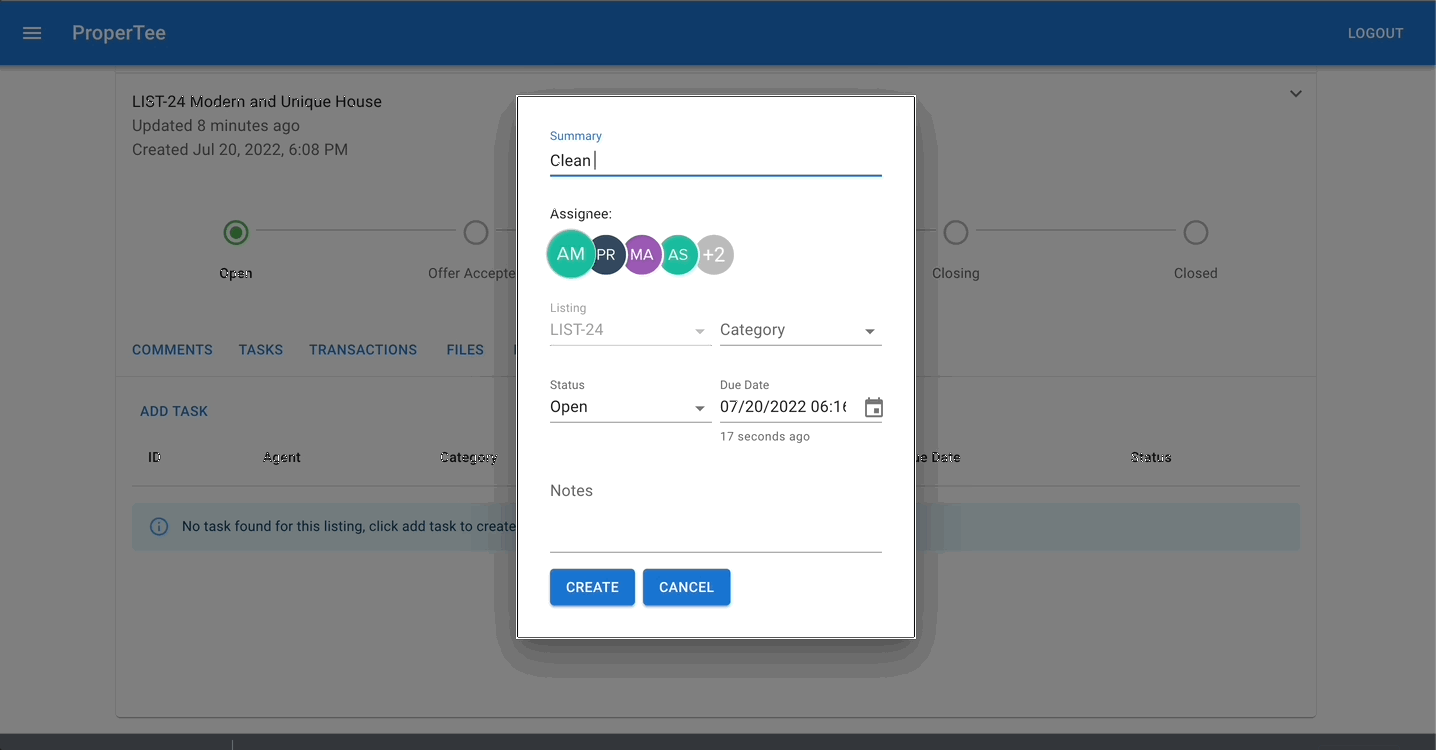 ProperTee
LOGOUT
LIST-24 Modern and Unique House
Updated 8 minutes ago
Created Jul 20, 2022, 6:08 PM
Open
Offer Accepte
Closing
Closed
COMMENTS TASKS TRANSACTIONS FILES
ADD TASK
ID Agent Category ue Date Status
No task found for this listing, click add task to create
Summary
Clean
Assignee:
AM PR MA AS +2
Listing
LIST-24
Category
Status
Open
Due Date
07/20/2022 06:16
17 seconds ago
Notes
CREATE CANCEL